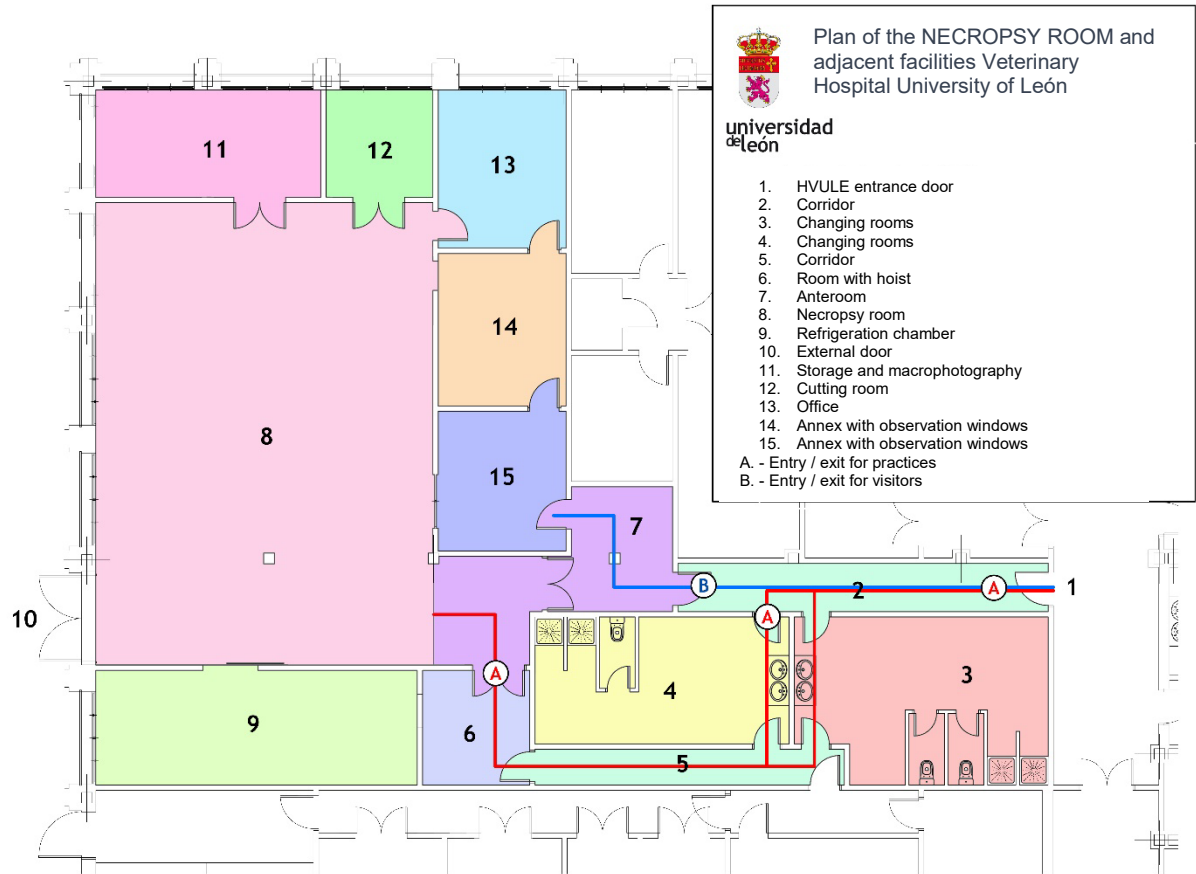 Plan of the NECROPSY ROOM and
adjacent facilities Veterinary
Hospital University of León
universidad
de león
1. HVULE entrance door
2. Corridor
3. Changing rooms
4. Changing rooms
5. Corridor
6. Room with hoist
7. Anteroom
8. Necropsy room
9. Refrigeration chamber
10. External door
11. Storage and macrophotography
12. Cutting room
13. Office
14. Annex with observation windows
15. Annex with observation windows
A. - Entry / exit for practices
B. - Entry / exit for visitors
11
12
13
14
8
15
7
B
2
A
1
10
A
A
3
4
9
6
5